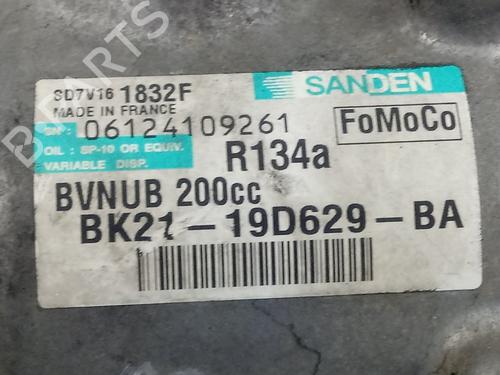 SD7V16 1832F
SANDEN
MADE IN FRANCE
SN: 06124109261
FoMoCo
OIL : SP-10 OR EQUIV.
VARIABLE DISP.
R134a
BVNUB 200cc
BK21-19D629-BA